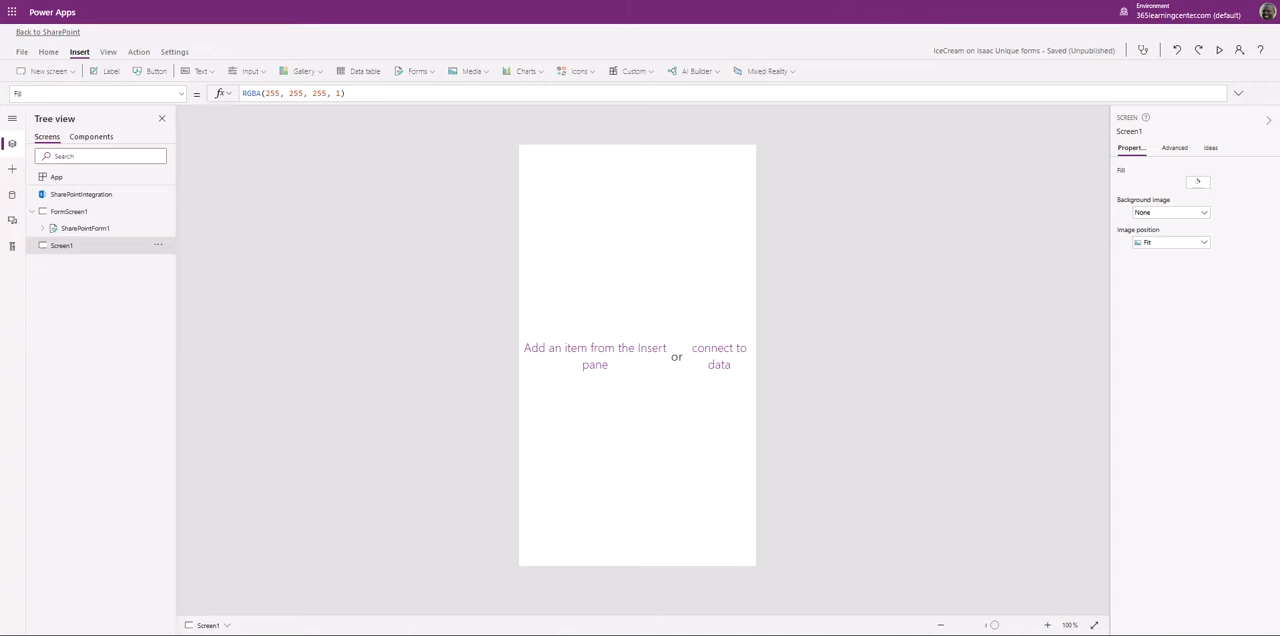 Power Apps
Environment
365learningcenter.com (default)
Back to SharePoint
File Home Insert View Action Settings
IceCream on Isaac Unique forms - Saved (Unpublished)
New screen Label Button Text Input Gallery Data table Forms Media Charts Icons Custom AI Builder Mixed Reality
Fill = fx RGBA(255, 255, 255, 1)
Tree view
Screens Components
Search
App
SharePointIntegration
FormScreen1
SharePointForm1
Screen1
Add an item from the Insert
pane
or
connect to
data
SCREEN
Screen1
Propert... Advanced Ideas
Fill
Background image
None
Image position
Fit
Screen1
100 %